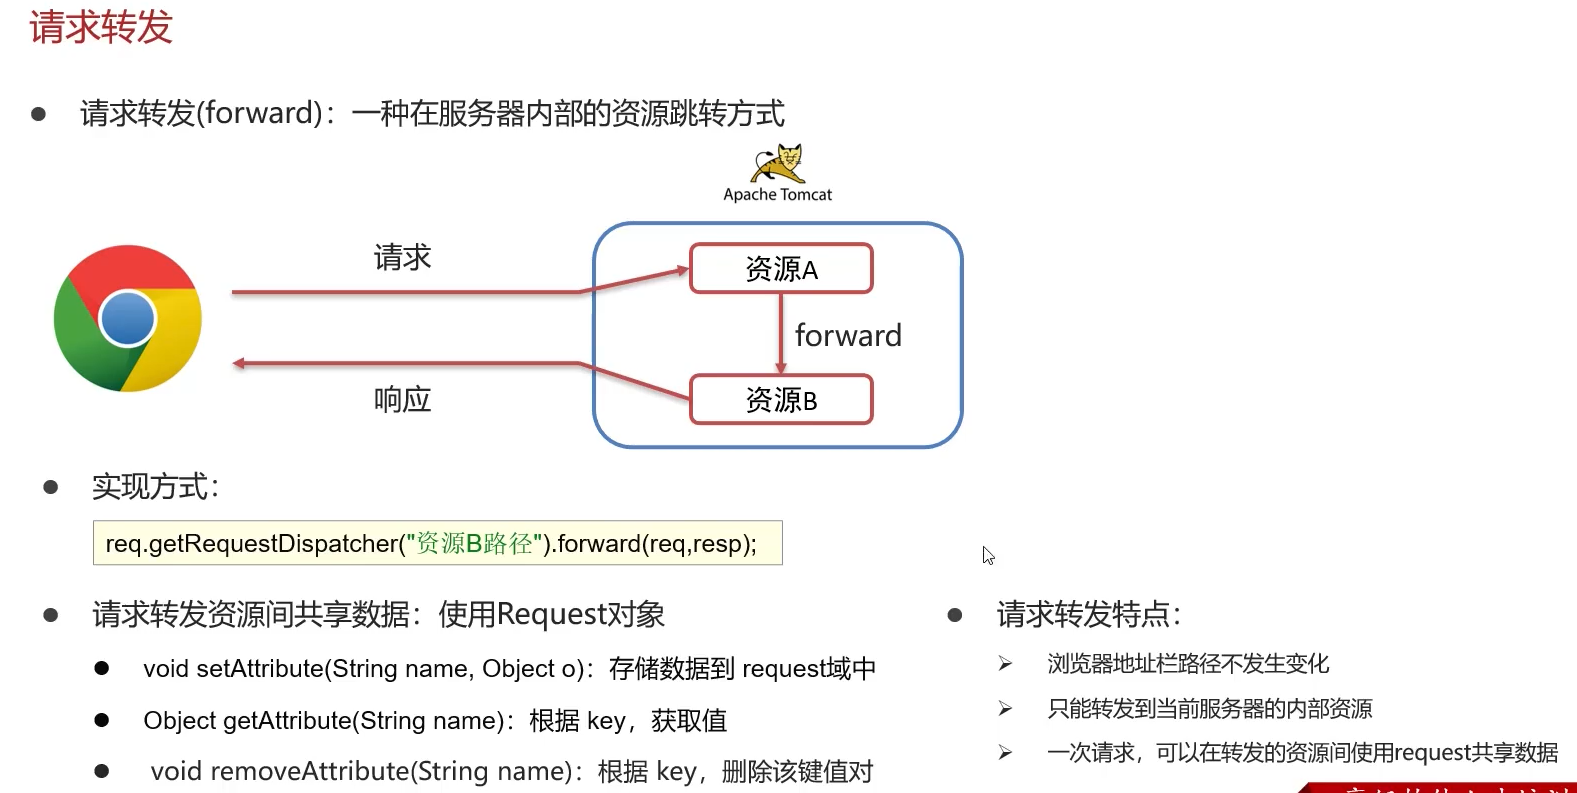 请求转发
请求转发(forward)：一种在服务器内部的资源跳转方式
Apache Tomcat
请求
资源A
forward
响应
资源B
实现方式：
req.getRequestDispatcher("资源B路径").forward(req,resp);
请求转发资源间共享数据：使用Request对象
void setAttribute(String name, Object o)：存储数据到 request域中
Object getAttribute(String name)：根据 key，获取值
void removeAttribute(String name)：根据 key，删除该键值对
请求转发特点：
浏览器地址栏路径不发生变化
只能转发到当前服务器的内部资源
一次请求，可以在转发的资源间使用request共享数据